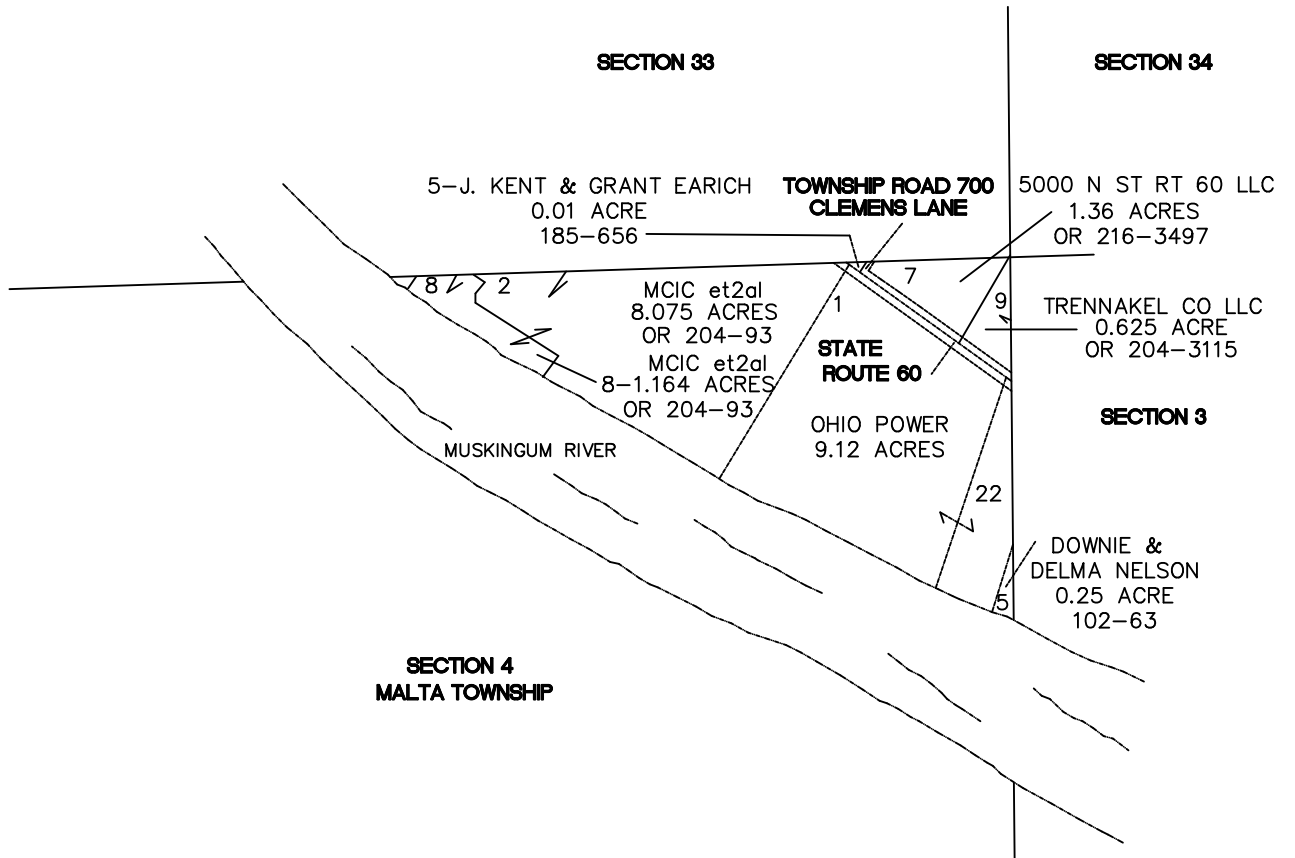 SECTION 33
SECTION 34
5-J. KENT & GRANT EARICH
0.01 ACRE
185-656
TOWNSHIP ROAD 700
CLEMENS LANE
5000 N ST RT 60 LLC
1.36 ACRES
OR 216-3497
8
2
7
1
9
MCIC et2al
8.075 ACRES
OR 204-93
MCIC et2al
8-1.164 ACRES
OR 204-93
STATE
ROUTE 60
TRENNAKEL CO LLC
0.625 ACRE
OR 204-3115
OHIO POWER
9.12 ACRES
SECTION 3
MUSKINGUM RIVER
22
DOWNIE &
DELMA NELSON
0.25 ACRE
102-63
5
SECTION 4
MALTA TOWNSHIP